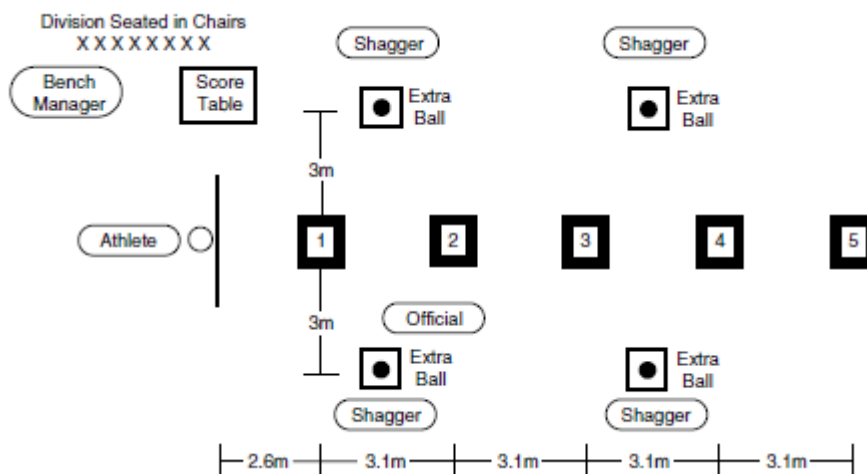 Division Seated in Chairs
X X X X X X X X
Bench
Manager
Score
Table
Shagger
Shagger
Extra
Ball
Extra
Ball
3m
Athlete
1
2
3
4
5
3m
Official
Extra
Ball
Extra
Ball
Shagger
Shagger
2.6m
3.1m
3.1m
3.1m
3.1m